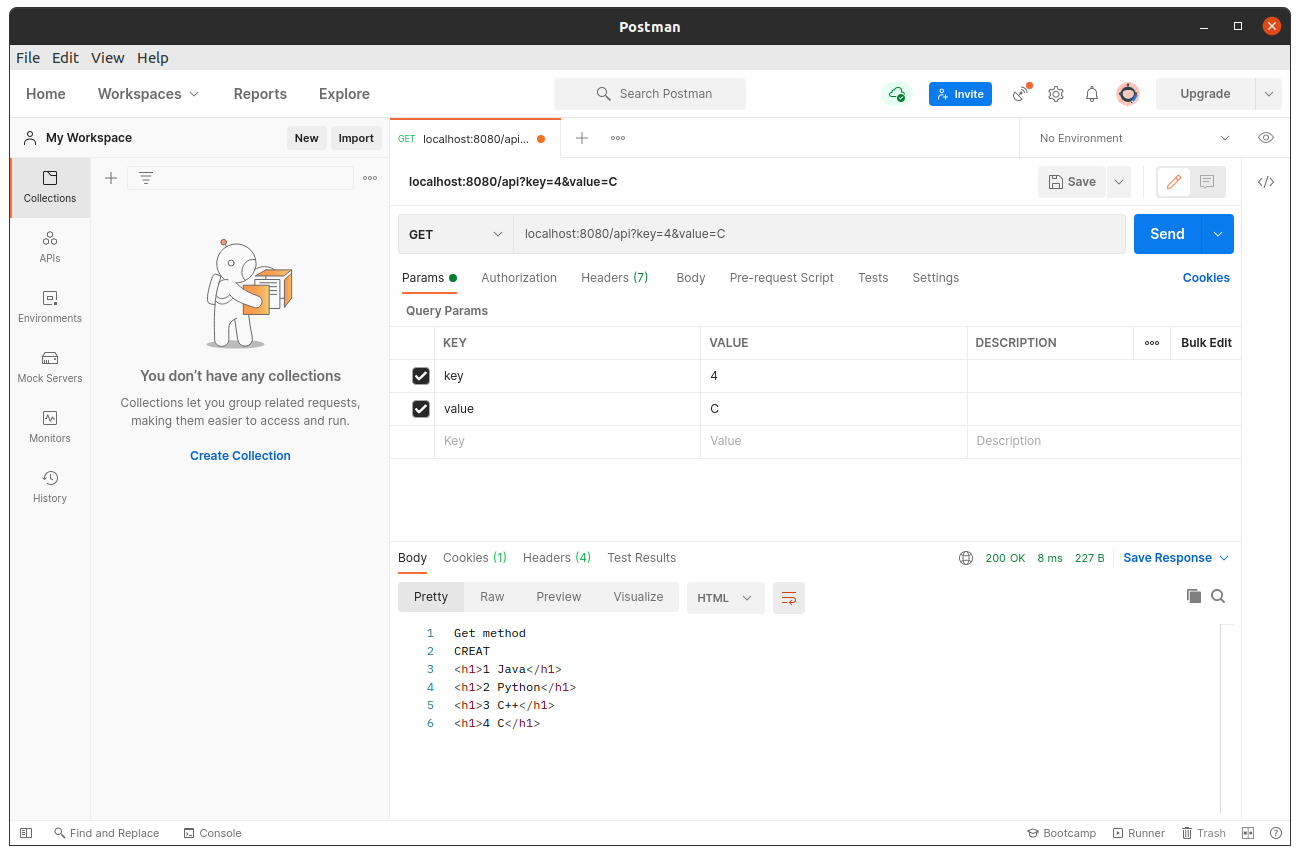 Postman
File Edit View Help
Home Workspaces Reports Explore Search Postman Invite Upgrade
My Workspace New Import
GET localhost:8080/api... No Environment
Collections
APIs
Environments
Mock Servers
Monitors
History
You don't have any collections
Collections let you group related requests,
making them easier to access and run.
Create Collection
localhost:8080/api?key=4&value=C Save
GET localhost:8080/api?key=4&value=C Send
Params Authorization Headers (7) Body Pre-request Script Tests Settings Cookies
Query Params
KEY VALUE DESCRIPTION Bulk Edit
key 4
value C
Key Value Description
Body Cookies (1) Headers (4) Test Results 200 OK 8 ms 227 B Save Response
Pretty Raw Preview Visualize HTML
1 Get method
2 CREAT
3 <h1>1 Java</h1>
4 <h1>2 Python</h1>
5 <h1>3 C++</h1>
6 <h1>4 C</h1>
Find and Replace Console Bootcamp Runner Trash